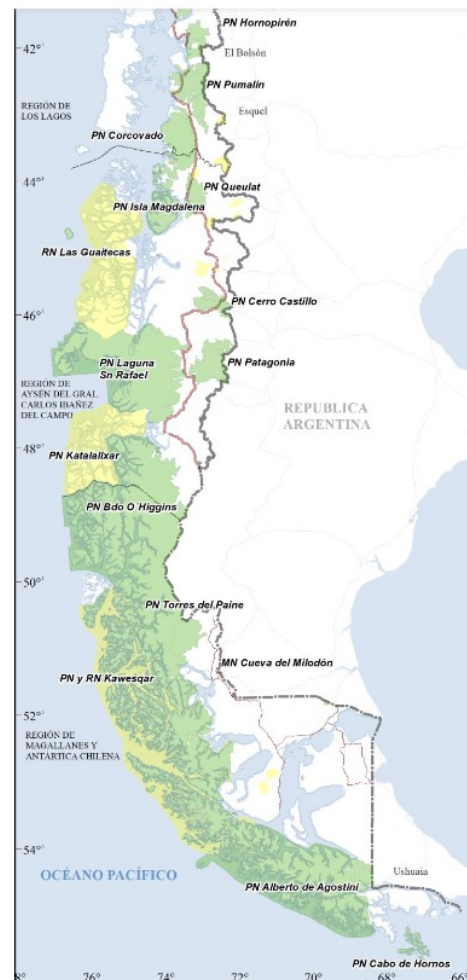 PN Hornopirén
42°
El Bolsón
PN Pumalín
REGIÓN DE
LOS LAGOS
Esquel
PN Corcovado
44°
PN Queulat
PN Isla Magdalena
RN Las Guaitecas
46°
PN Cerro Castillo
PN Laguna
Sn Rafael
PN Patagonia
REGIÓN DE
AYSÉN DEL GRAL
CARLOS IBAÑEZ
DEL CAMPO
REPUBLICA
ARGENTINA
48°
PN Katalalixar
PN Bdo O´Higgins
50°
PN Torres del Paine
MN Cueva del Milodón
PN y RN Kawesqar
52°
REGIÓN DE
MAGALLANES Y
ANTÁRTICA CHILENA
54°
OCÉANO PACÍFICO
Ushuaia
PN Alberto de Agostini
PN Cabo de Hornos
8° 76° 74° 72° 70° 68° 66°